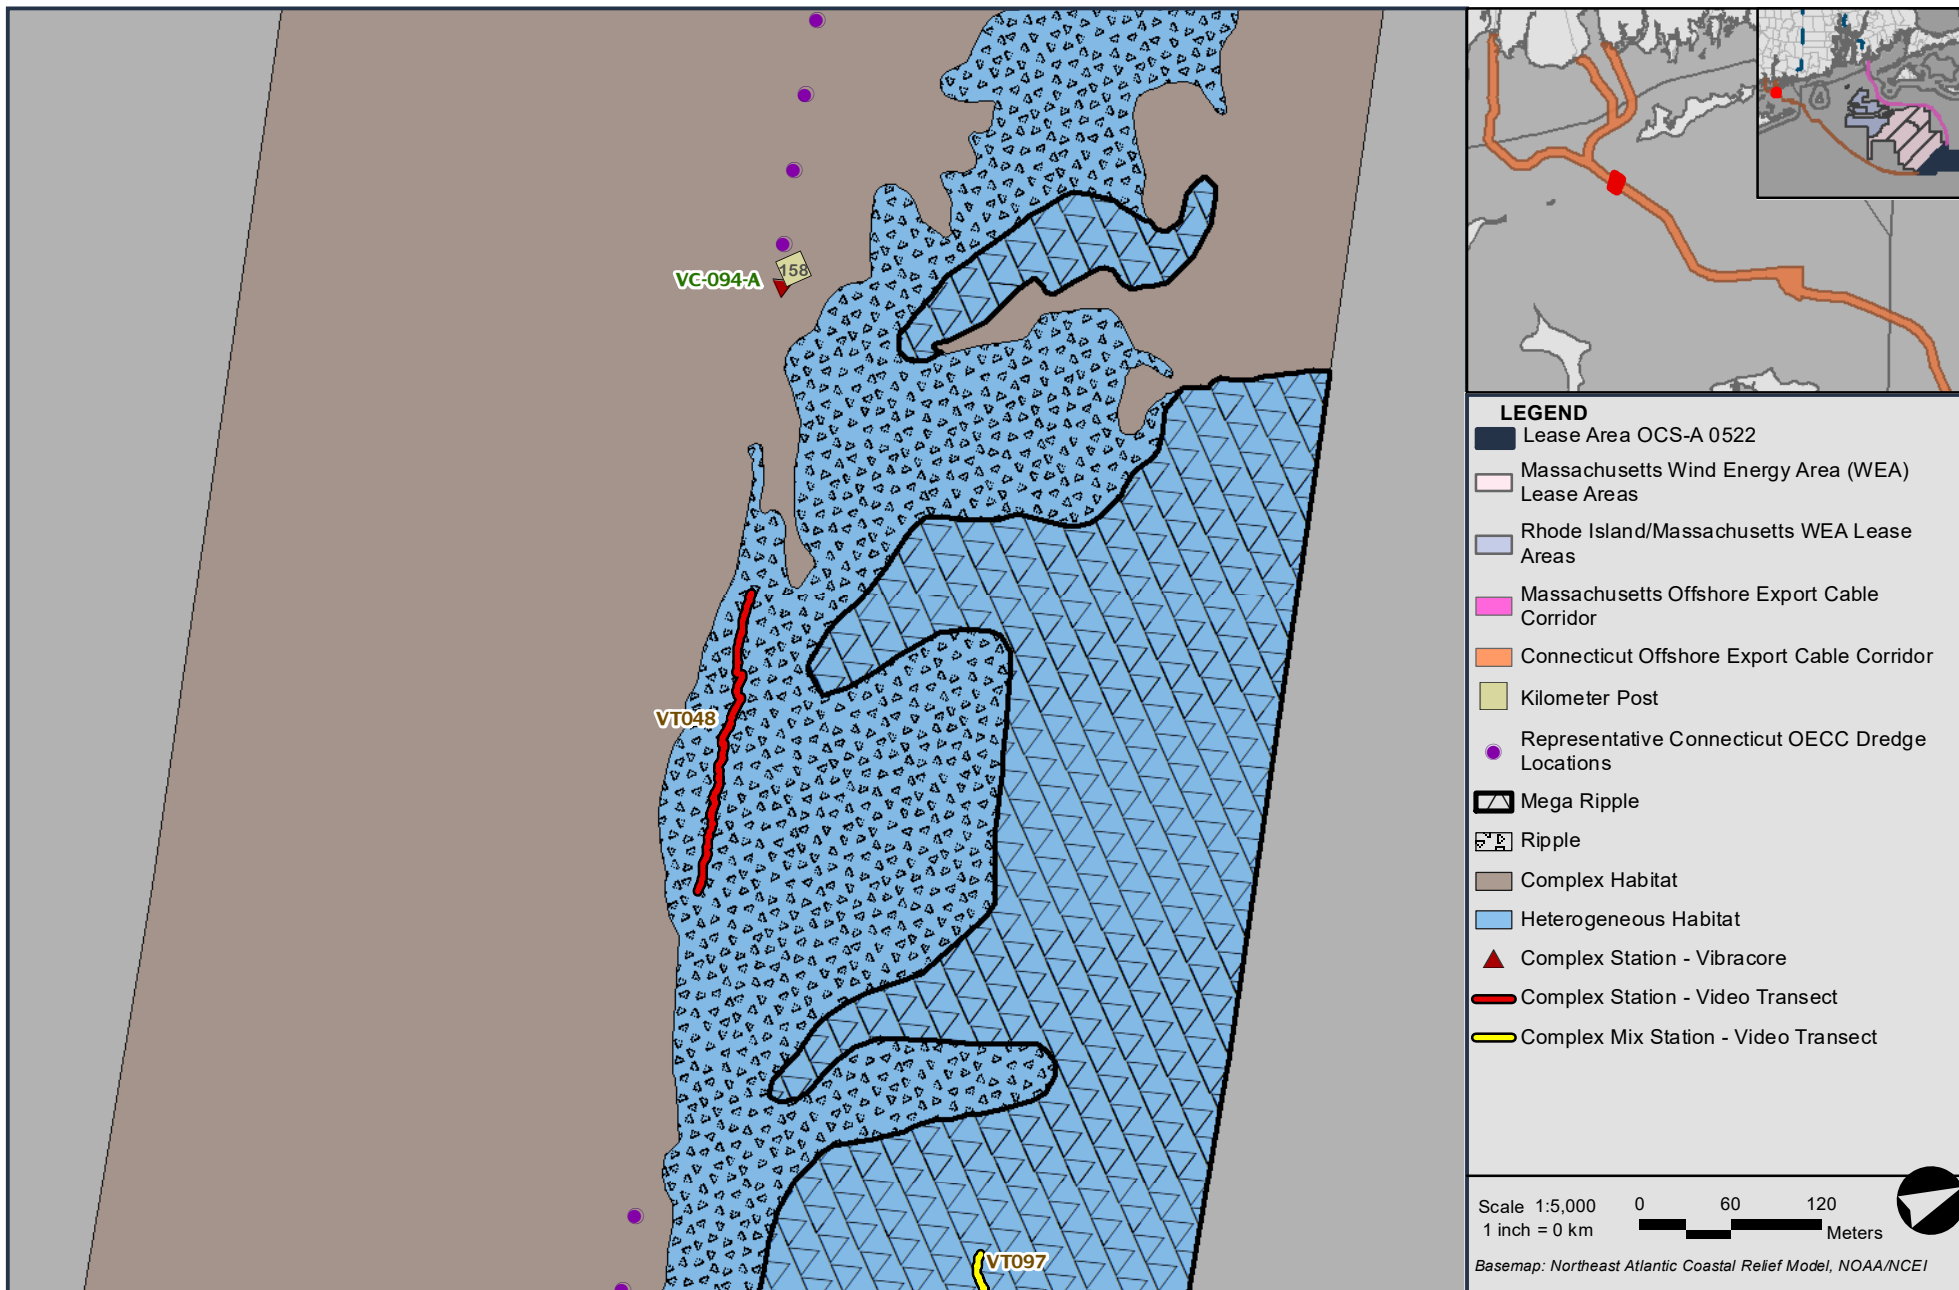 158
VC-094-A
VT048
VT097
LEGEND
Lease Area OCS-A 0522
Massachusetts Wind Energy Area (WEA)
Lease Areas
Rhode Island/Massachusetts WEA Lease
Areas
Massachusetts Offshore Export Cable
Corridor
Connecticut Offshore Export Cable Corridor
Kilometer Post
Representative Connecticut OECC Dredge
Locations
Mega Ripple
Ripple
Complex Habitat
Heterogeneous Habitat
Complex Station - Vibracore
Complex Station - Video Transect
Complex Mix Station - Video Transect
Scale 1:5,000
1 inch = 0 km
0 60 120
Meters
Basemap: Northeast Atlantic Coastal Relief Model, NOAA/NCEI